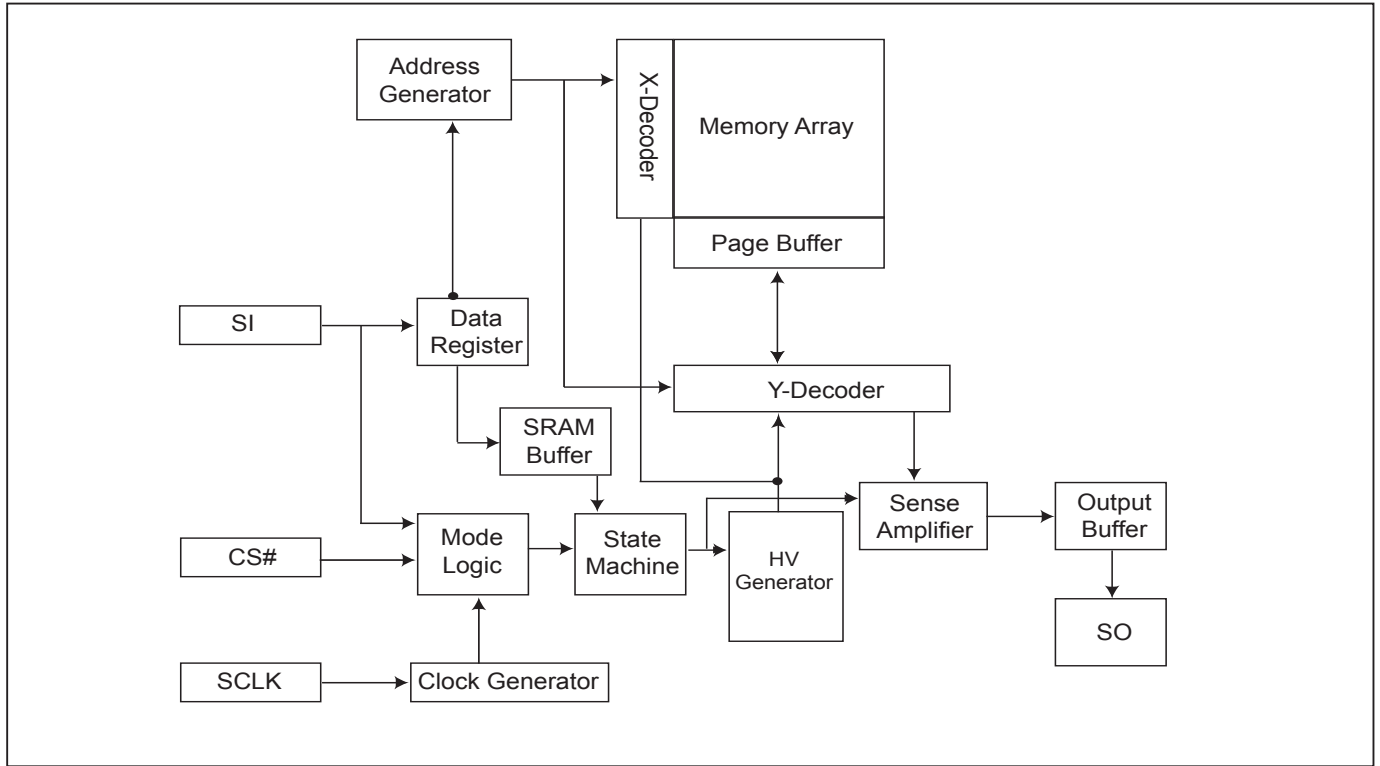 Address
Generator
X-Decoder
Memory Array
Page Buffer
SI
Data
Register
Y-Decoder
SRAM
Buffer
CS#
Mode
Logic
State
Machine
HV
Generator
Sense
Amplifier
Output
Buffer
SO
SCLK
Clock Generator